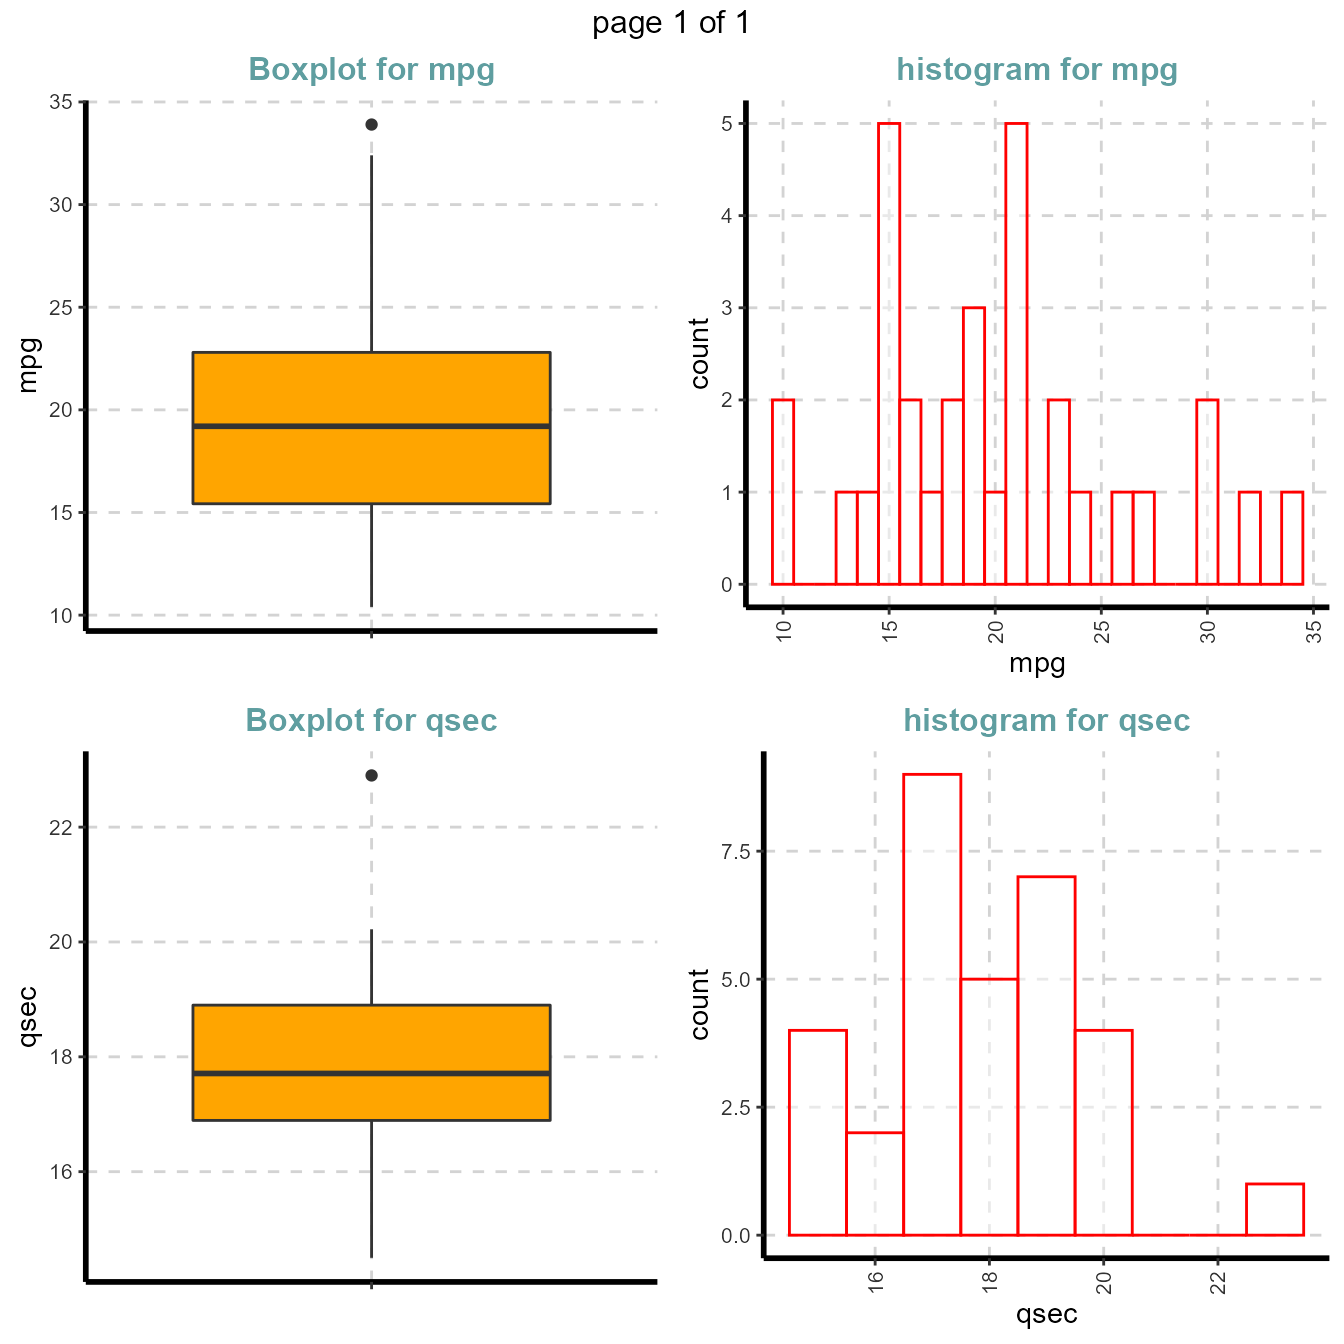 page 1 of 1
Boxplot for mpg
35
30
25
20
15
10
mpg
histogram for mpg
5
4
3
2
1
0
count
10 15 20 25 30 35
mpg
Boxplot for qsec
22
20
18
16
qsec
histogram for qsec
7.5
5.0
2.5
0.0
count
16 18 20 22
qsec